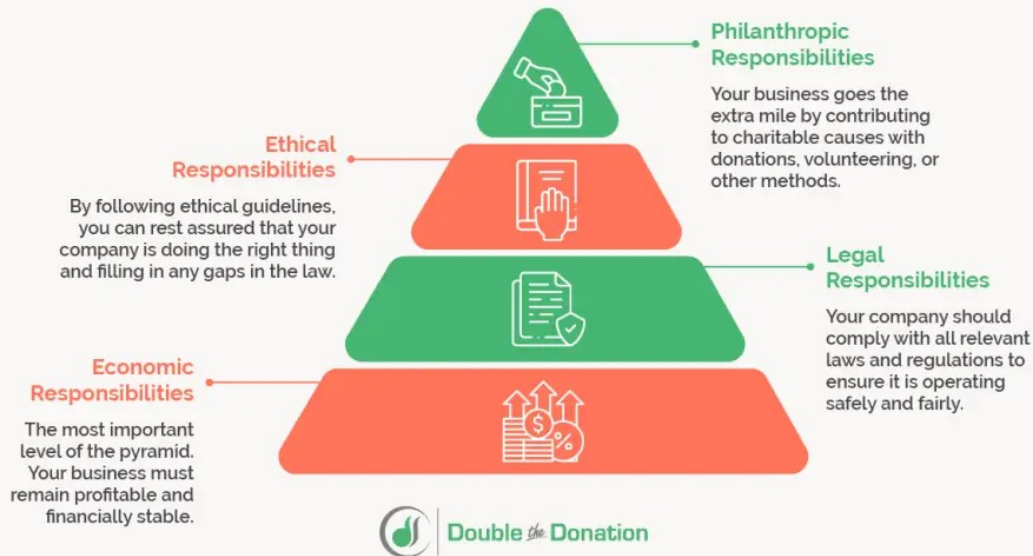 Philanthropic
Responsibilities
Your business goes the
extra mile by contributing
to charitable causes with
donations, volunteering, or
other methods.
Ethical
Responsibilities
By following ethical guidelines,
you can rest assured that your
company is doing the right thing
and filling in any gaps in the law.
Legal
Responsibilities
Your company should
comply with all relevant
laws and regulations to
ensure it is operating
safely and fairly.
Economic
Responsibilities
The most important
level of the pyramid.
Your business must
remain profitable and
financially stable.
$
%
Double the Donation